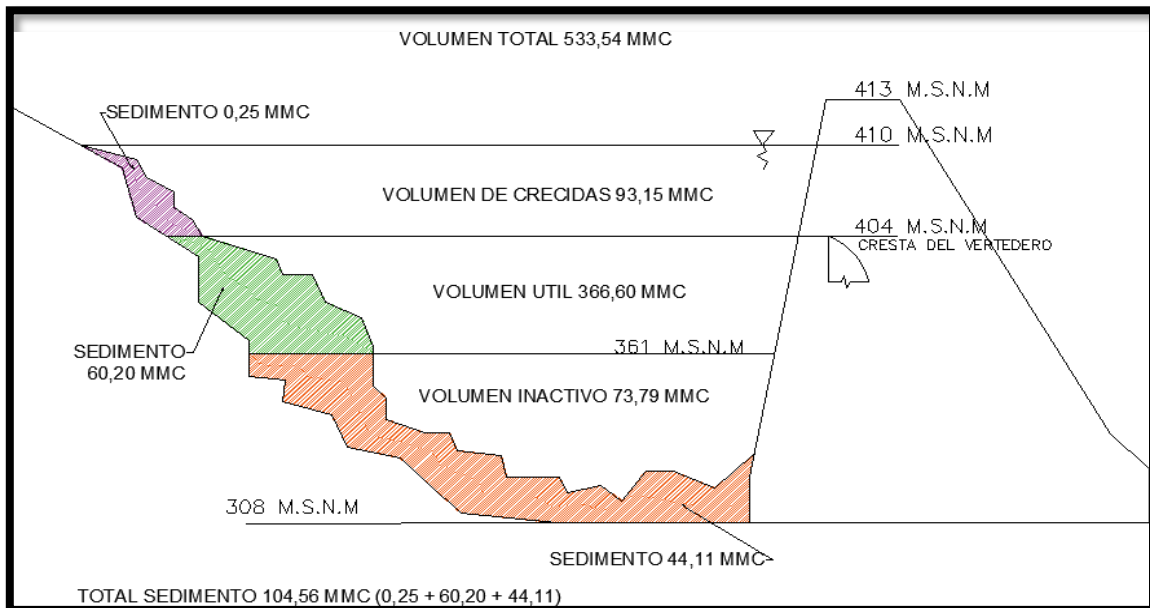 VOLUMEN TOTAL 533,54 MMC
413 M.S.N.M
SEDIMENTO 0,25 MMC
410 M.S.N.M
VOLUMEN DE CRECIDAS 93,15 MMC
404 M.S.N.M
CRESTA DEL VERTEDERO
VOLUMEN UTIL 366,60 MMC
SEDIMENTO
60,20 MMC
361 M.S.N.M
VOLUMEN INACTIVO 73,79 MMC
308 M.S.N.M
SEDIMENTO 44,11 MMC
TOTAL SEDIMENTO 104,56 MMC (0,25 + 60,20 + 44,11)